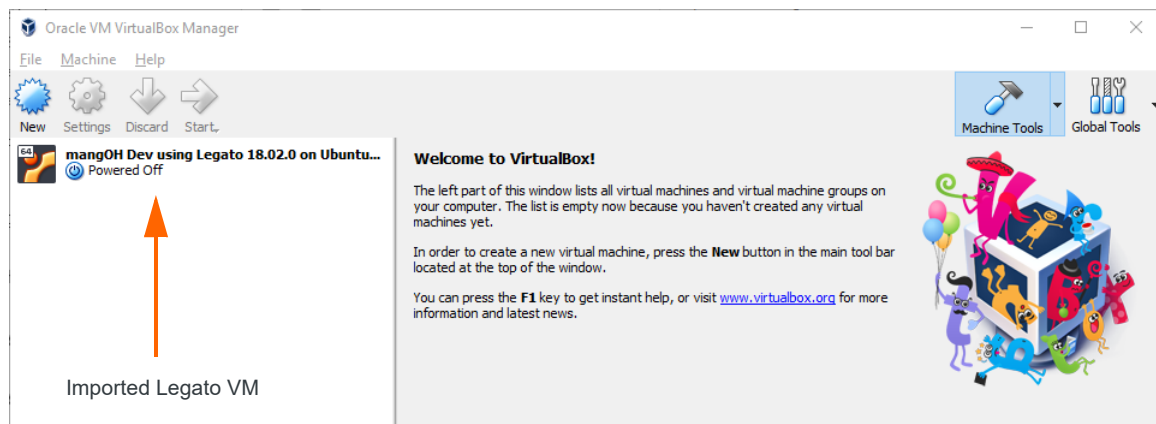 Oracle VM VirtualBox Manager
File Machine Help
New Settings Discard Start
Machine Tools Global Tools
64
mangOH Dev using Legato 18.02.0 on Ubuntu...
Powered Off
Imported Legato VM
Welcome to VirtualBox!
The left part of this window lists all virtual machines and virtual machine groups on
your computer. The list is empty now because you haven't created any virtual
machines yet.
In order to create a new virtual machine, press the New button in the main tool bar
located at the top of the window.
You can press the F1 key to get instant help, or visit www.virtualbox.org for more
information and latest news.